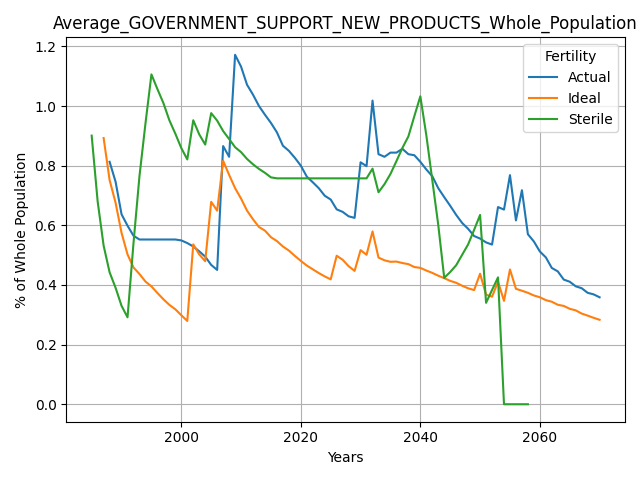 Average_GOVERNMENT_SUPPORT_NEW_PRODUCTS_Whole_Population
Fertility
Actual
Ideal
Sterile
% of Whole Population
1.2
1.0
0.8
0.6
0.4
0.2
0.0
2000 2020 2040 2060
Years